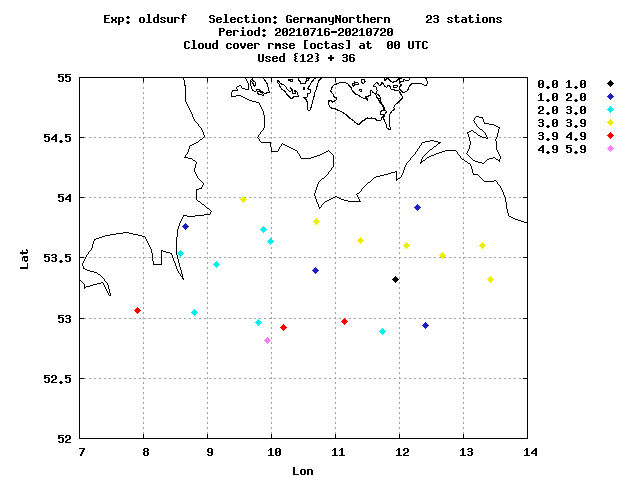 Exp: oldsurf   Selection: GermanyNorthern     23 stations
Period: 20210716-20210720
Cloud cover rmse [octas] at  00 UTC
Used {12} + 36
0.0 1.0
1.0 2.0
2.0 3.0
3.0 3.9
3.9 4.9
4.9 5.9
55
54.5
54
53.5
53
52.5
52
Lat
7 8 9 10 11 12 13 14
Lon